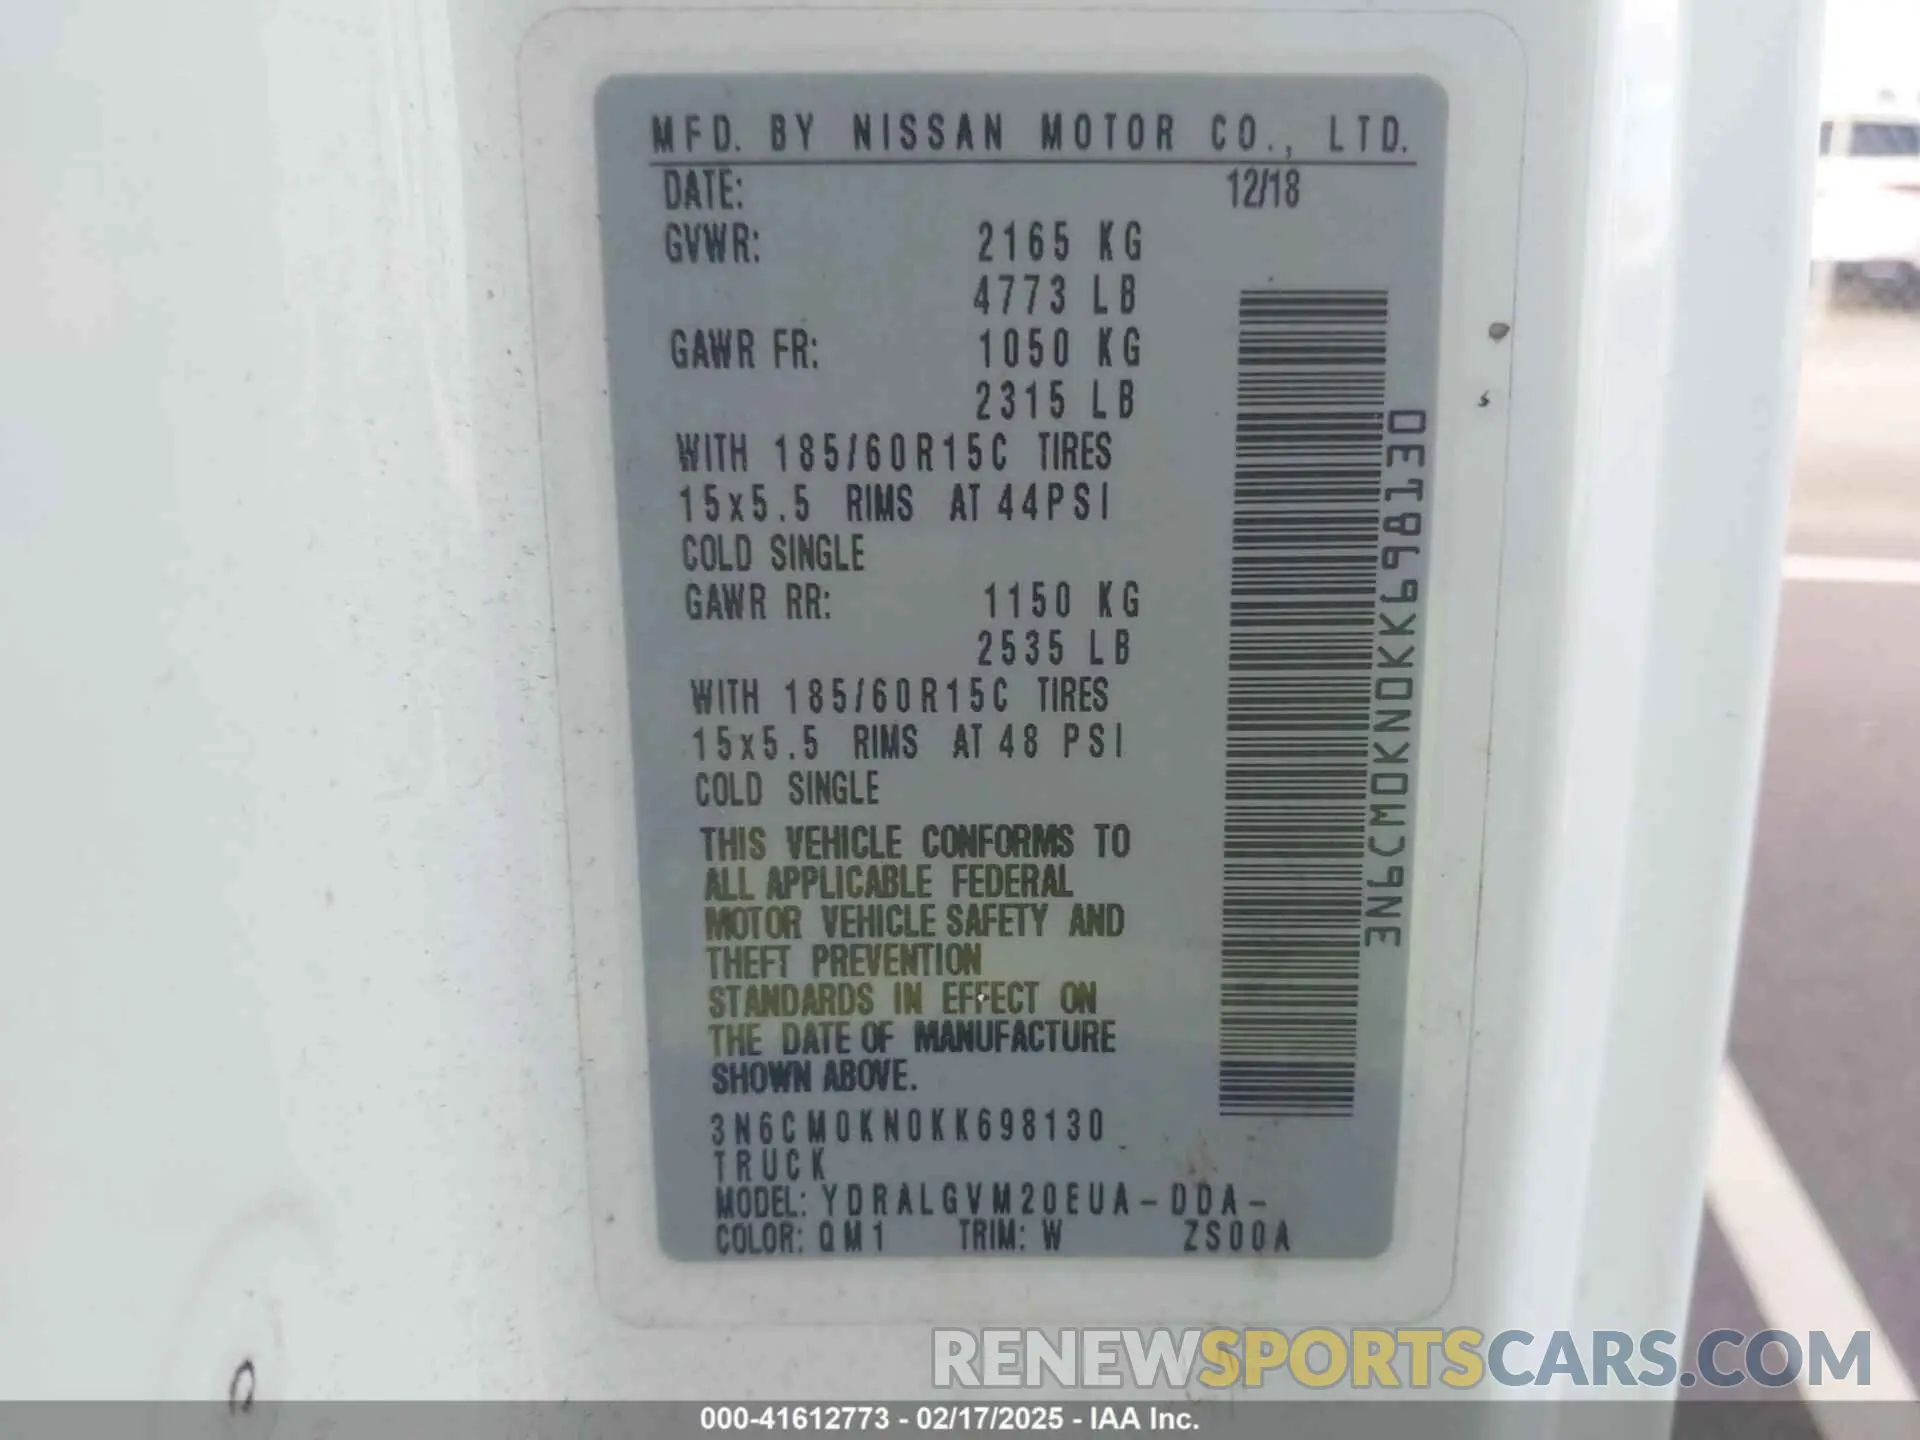 MFD. BY NISSAN MOTOR CO., LTD.
DATE: 12/18
GVWR: 2165 KG
4773 LB
GAWR FR: 1050 KG
2315 LB
WITH 185/60R15C TIRES
15x5.5 RIMS AT 44PSI
COLD SINGLE
GAWR RR: 1150 KG
2535 LB
WITH 185/60R15C TIRES
15x5.5 RIMS AT 48 PSI
COLD SINGLE
THIS VEHICLE CONFORMS TO
ALL APPLICABLE FEDERAL
MOTOR VEHICLE SAFETY AND
THEFT PREVENTION
STANDARDS IN EFFECT ON
THE DATE OF MANUFACTURE
SHOWN ABOVE.
3N6CM0KN0KK698130
TRUCK
MODEL: YDRALGVM20EUA-DDA-
COLOR: QM1 TRIM: W ZS00A
3N6CM0KN0KK698130
RENEWSPORTSCARS.COM
000-41612773 - 02/17/2025 - IAA Inc.